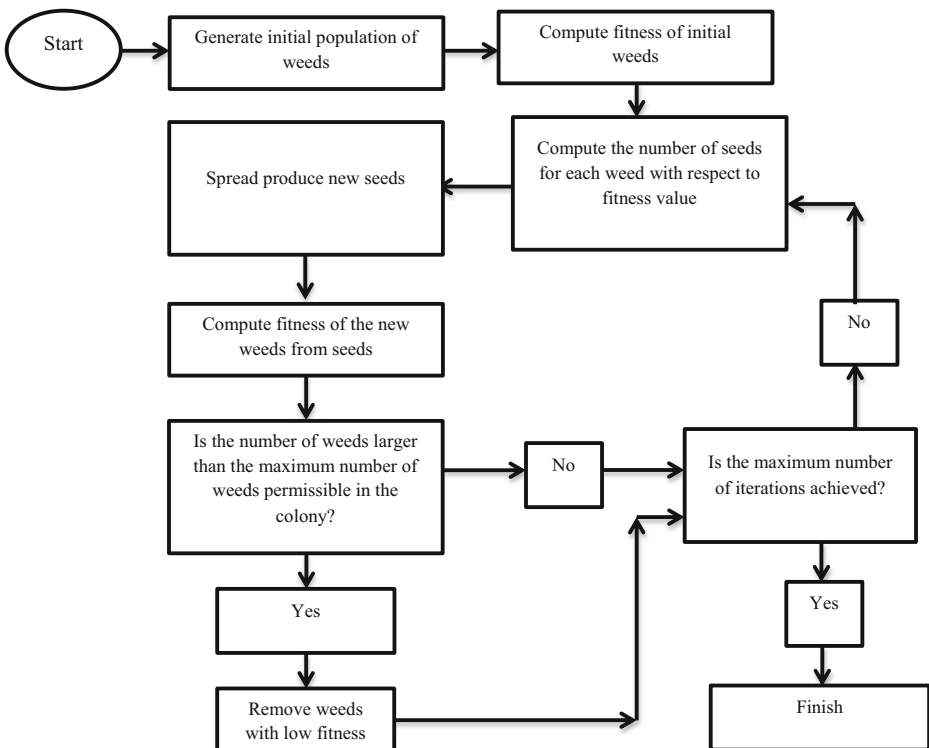 Start
Generate initial population of
weeds
Compute fitness of initial
weeds
Compute the number of seeds
for each weed with respect to
fitness value
Spread produce new seeds
Compute fitness of the new
weeds from seeds
Is the number of weeds larger
than the maximum number of
weeds permissible in the
colony?
No
Is the maximum number
of iterations achieved?
No
Yes
Remove weeds
with low fitness
Yes
Finish